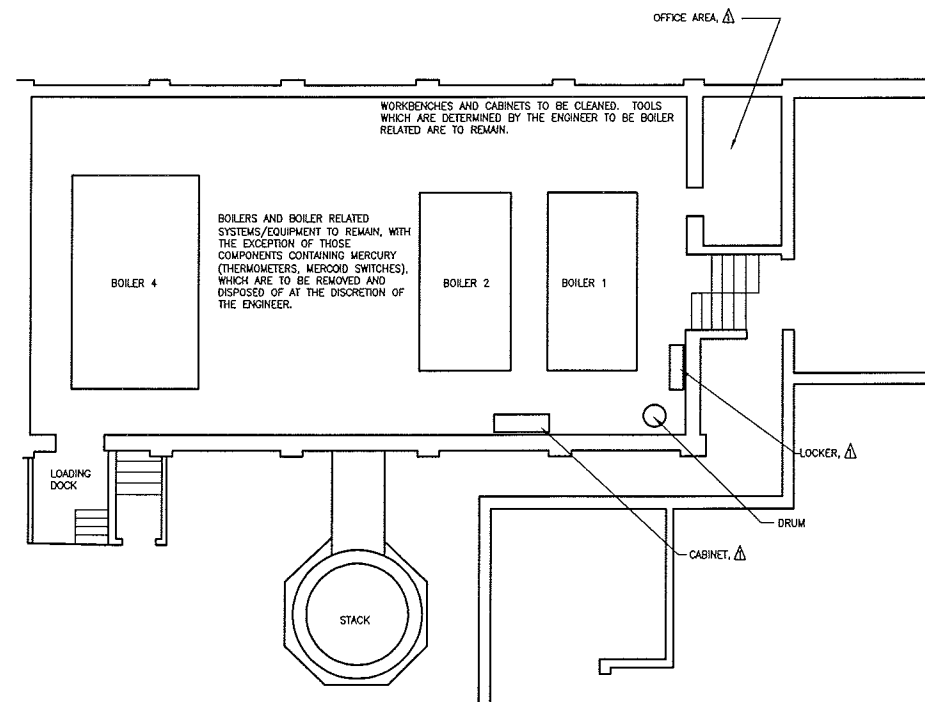 OFFICE AREA, 1
WORKBENCHES AND CABINETS TO BE CLEANED. TOOLS
WHICH ARE DETERMINED BY THE ENGINEER TO BE BOILER
RELATED ARE TO REMAIN.
BOILERS AND BOILER RELATED
SYSTEMS/EQUIPMENT TO REMAIN, WITH
THE EXCEPTION OF THOSE
COMPONENTS CONTAINING MERCURY
(THERMOMETERS, MERCOID SWITCHES),
WHICH ARE TO BE REMOVED AND
DISPOSED OF AT THE DISCRETION OF
THE ENGINEER.
BOILER 4
BOILER 2
BOILER 1
LOADING
DOCK
LOCKER, 1
DRUM
CABINET, 1
STACK